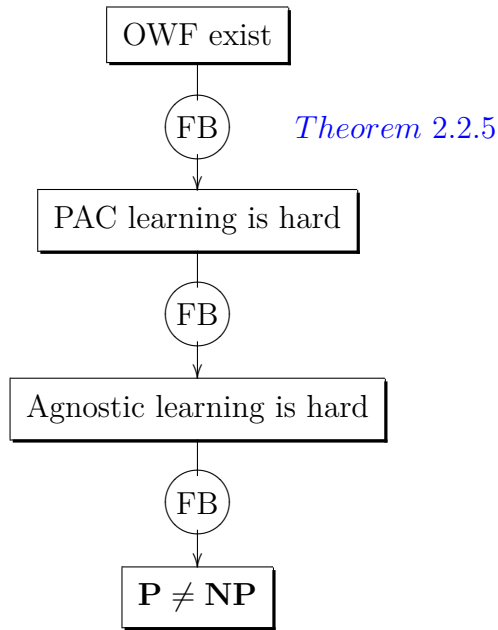 OWF exist
FB
Theorem 2.2.5
PAC learning is hard
FB
Agnostic learning is hard
FB
P ≠ NP